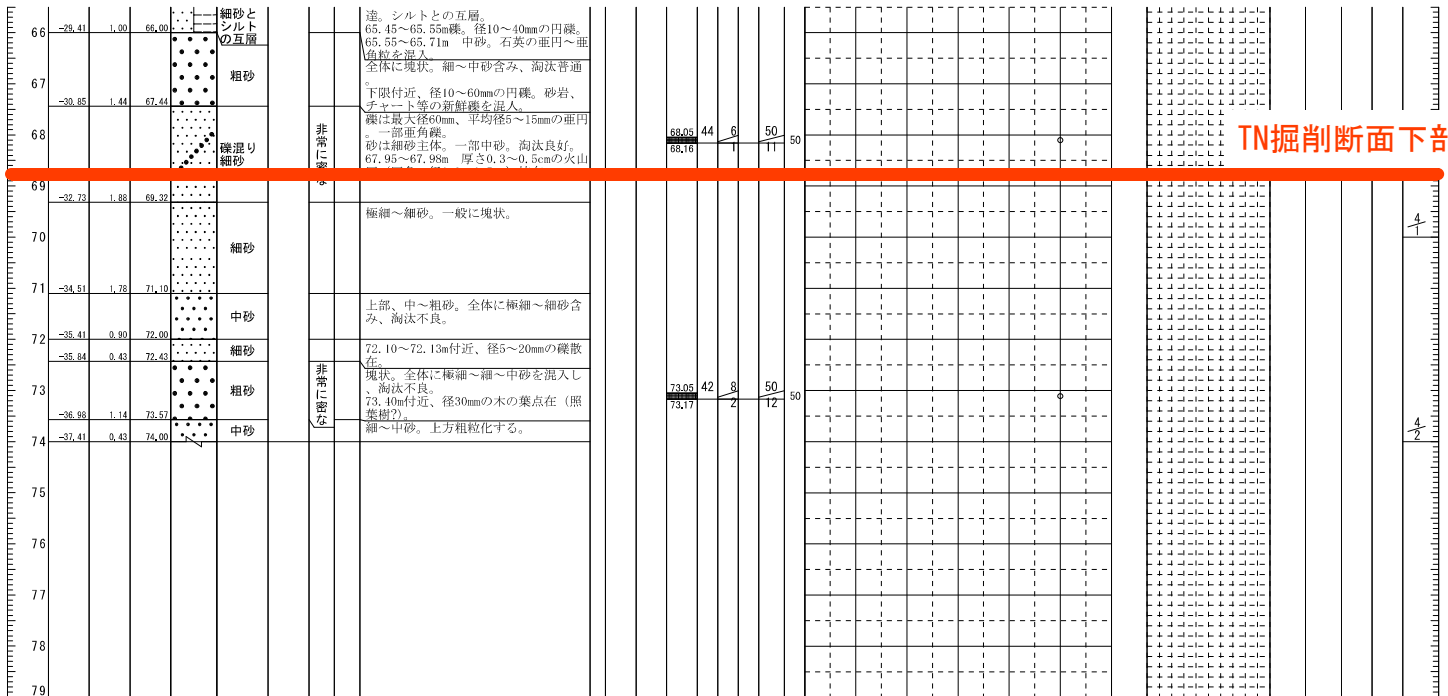 細砂と
シルト
の互層
達。シルトとの互層。
65.45～65.55m礫。径10～40mmの円礫。
65.55～65.71m　中砂。石英の亜円～亜
角粒を混入。
66
-29.41 1.00 66.00
粗砂
全体に塊状。細～中砂含み、淘汰普通
。
下限付近、径10～60mmの円礫。砂岩、
チャート等の新鮮礫を混入。
67
-30.85 1.44 67.44
礫混り
細砂
非常に密な
礫は最大径60mm、平均径5～15mmの亜円
。一部亜角礫。
砂は細砂主体。一部中砂。淘汰良好。
67.95～67.98m　厚さ0.3～0.5cmの火山
68
68.05 44 6 50
68.16 1 11 50
TN掘削断面下部
69
-32.73 1.88 69.32
細砂
極細～細砂。一般に塊状。
70
4
1
71
-34.51 1.78 71.10
中砂
上部、中～粗砂。全体に極細～細砂含
み、淘汰不良。
72
-35.41 0.90 72.00
細砂
72.10～72.13m付近、径5～20mmの礫散
在。
-35.84 0.43 72.43
粗砂
非常に密な
塊状。全体に極細～細～中砂を混入し
、淘汰不良。
73.40m付近、径30mmの木の葉点在（照
葉樹?)。
73
73.05 42 8 50
73.17 2 12 50
-36.98 1.14 73.57
中砂
細～中砂。上方粗粒化する。
4
2
74
-37.41 0.43 74.00
75
76
77
78
79